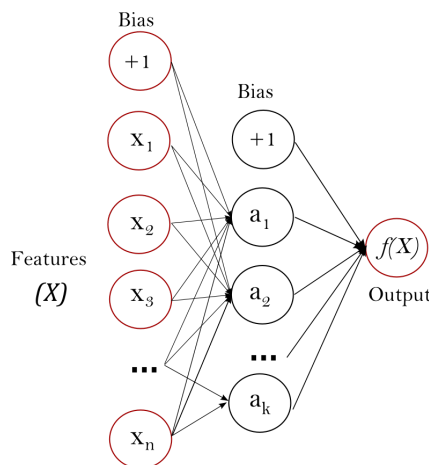 Bias
+1
x1
x2
x3
...
xn
Features
(X)
Bias
+1
a1
a2
...
ak
f(X)
Output